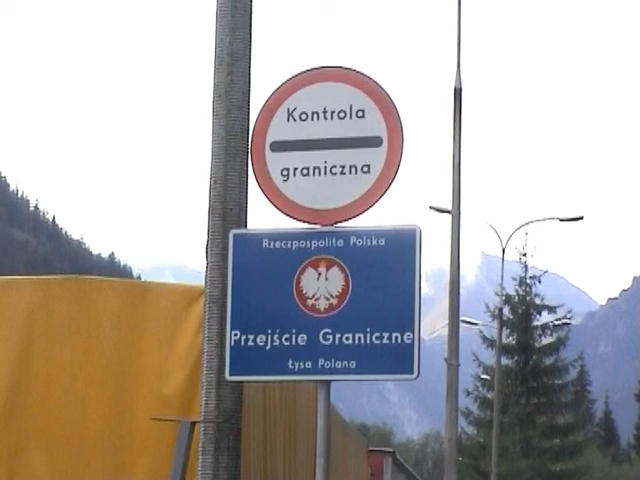 Kontrola
graniczna
Rzeczpospolita Polska
Przejście Graniczne
Łysa Polana